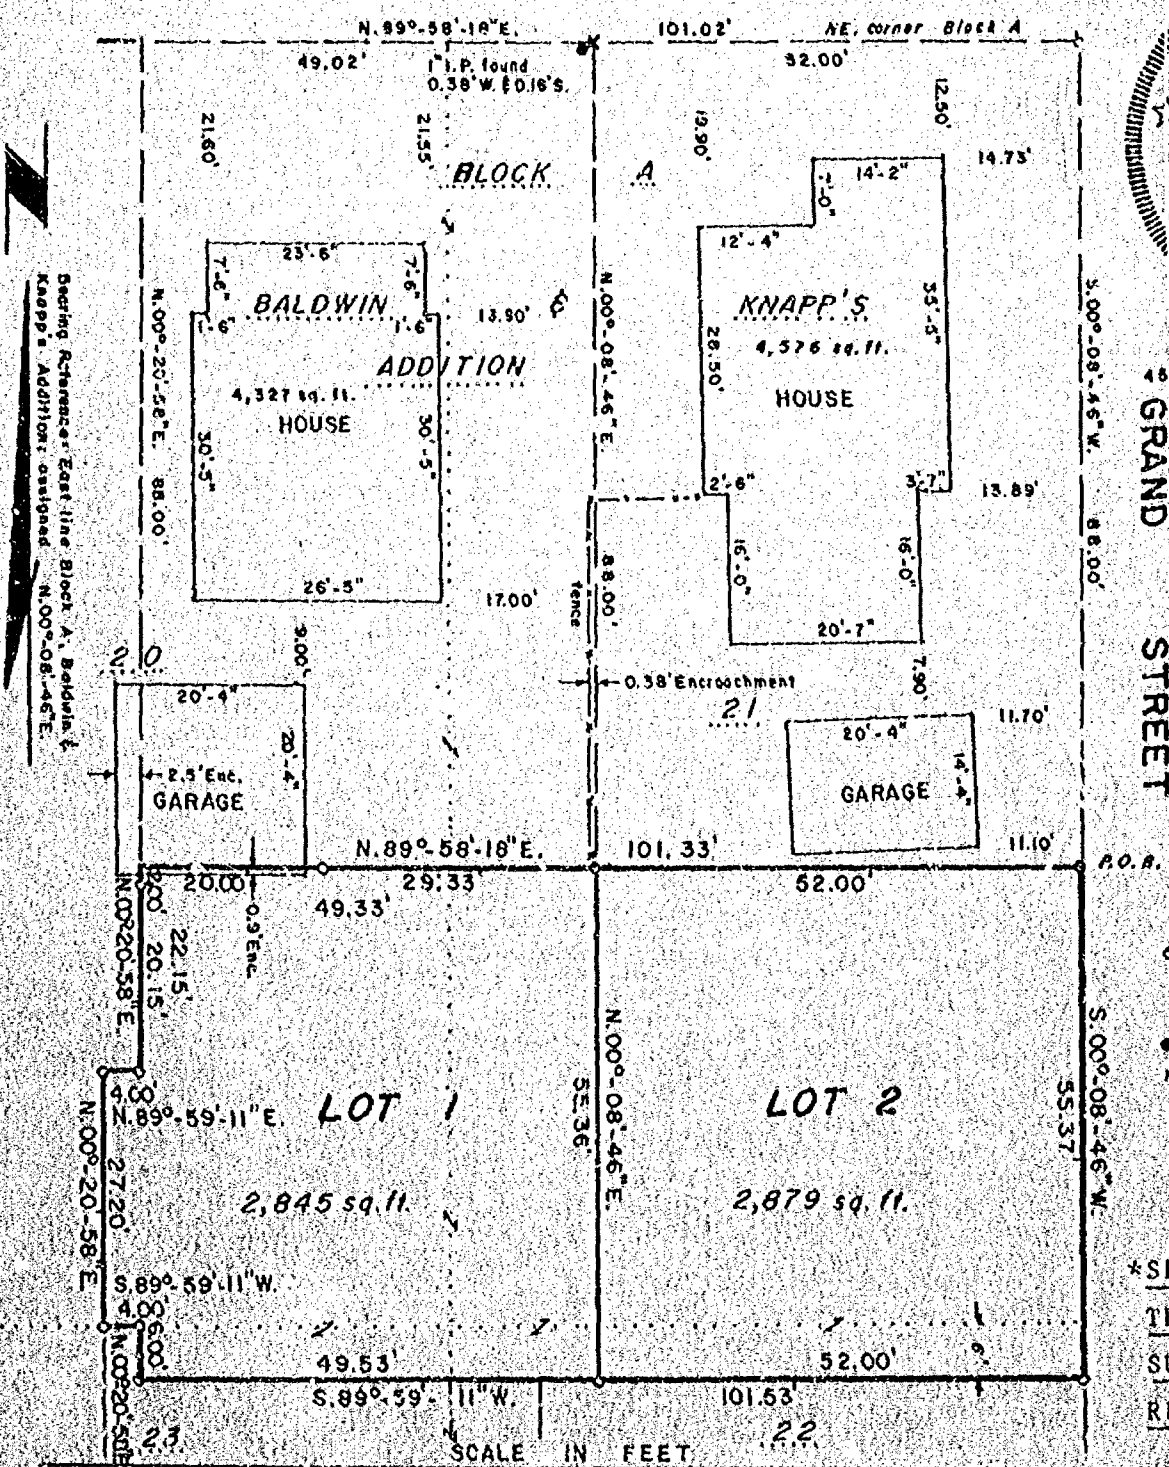 N.89°-58'-18"E. 101.02' NE. corner Block A
49.02' 52.00'
1" I.P. found
0.38'W. & 0.16'S.
21.60' 21.55' 13.90' 12.50'
BLOCK A
14'-2" 14.73'
12'-4"
23'-6"
7'-6" 7'-6"
BALDWIN & KNAPP'S
1'-6" 1'-6" 13.90'
4,576 sq. ft.
ADDITION
4,327 sq. ft.
HOUSE
HOUSE
30'-5" 30'-5"
28.50' 35'-5"
N.00°-20'-58"E. 88.00'
N.00°-08'-46"E. 88.00'
S.00°-08'-46"W. 88.00'
2'-6" 3'-7" 13.89'
16'-0" 16'-0"
26'-5" 17.00'
fence
20'-7"
9.00' 7.90'
20
0.38' Encroachment
20'-4"
20'-4"
21
20'-4" 11.70'
14'-4"
2.5' Enc.
GARAGE
GARAGE
11.10'
N.89°-58'-18"E. 101.33' P.O.B.
20.00' 29.33' 52.00'
49.33'
0.9' Enc.
2.00' 20.15'
22.15'
N.00°-20'-58"E.
4.00'
N.89°-59'-11"E.
LOT 1
LOT 2
N.00°-08'-46"E.
55.36'
S.00°-08'-46"W.
55.37'
2,845 sq. ft.
2,879 sq. ft.
N.00°-20'-58"E.
27.20'
S.89°-59'-11"W.
4.00'
6.00'
N.00°-20'-58"E
49.53' 52.00' 6'
S.89°-59'-11"W. 101.53'
23 22
SCALE IN FEET
GRAND STREET
Bearing Reference: East line Block A, Baldwin &
Knapp's Addition; assigned N.00°-08'-46"E.